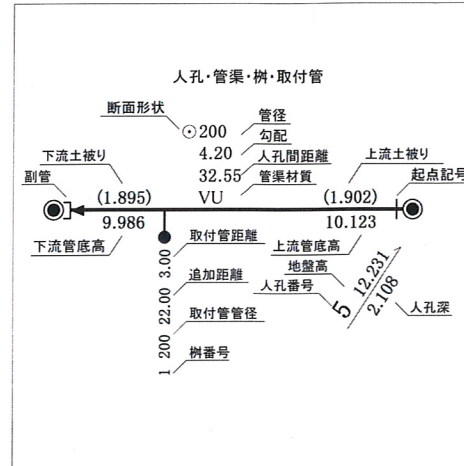 人孔・管渠・桝・取付管
断面形状
⊙200
管径
4.20
勾配
下流土被り
32.55
人孔間距離
上流土被り
副管
(1.895)
VU
管渠材質
(1.902)
起点記号
9.986
10.123
下流管底高
取付管距離
上流管底高
3.00
地盤高
12.231
追加距離
人孔番号
5
2.108
人孔深
22.00
取付管管径
200
桝番号
1